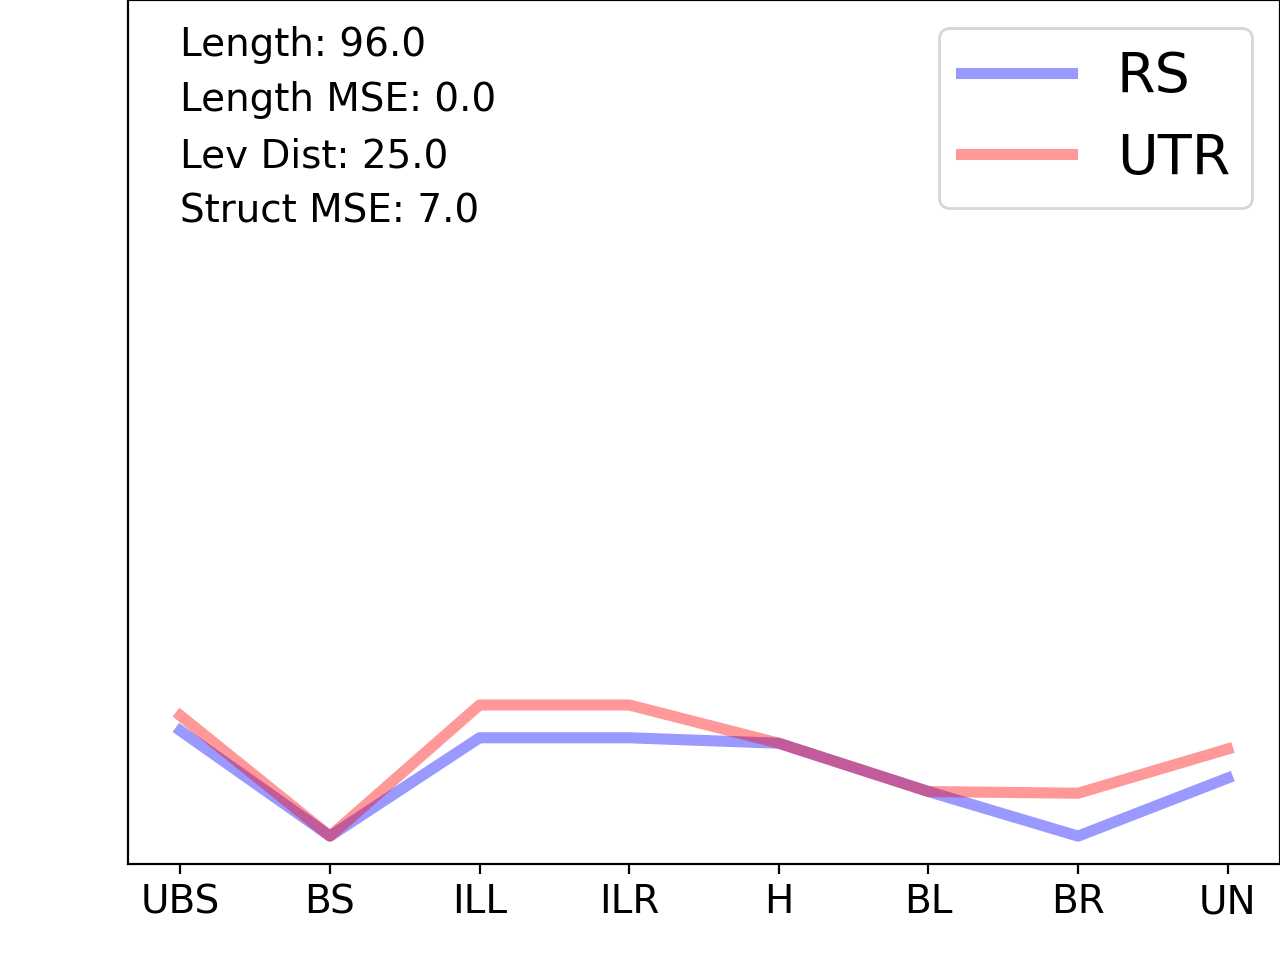 Length: 96.0
Length MSE: 0.0
Lev Dist: 25.0
Struct MSE: 7.0
RS
UTR
UBS BS ILL ILR H BL BR UN